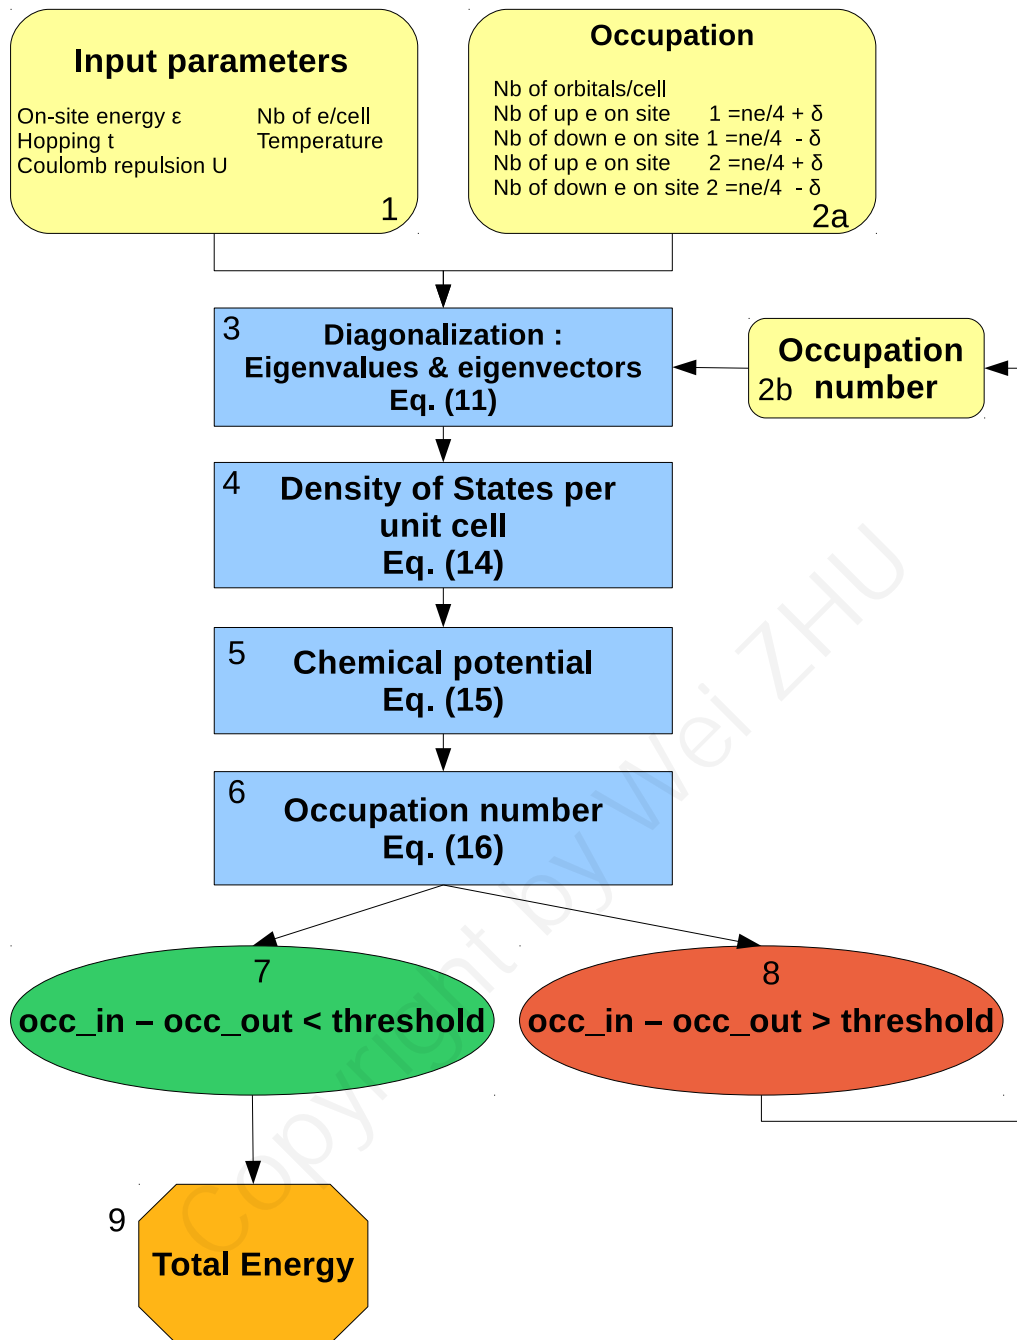 Input parameters
On-site energy ε Nb of e/cell
Hopping t Temperature
Coulomb repulsion U
1
Occupation
Nb of orbitals/cell
Nb of up e on site 1 =ne/4 + δ
Nb of down e on site 1 =ne/4 - δ
Nb of up e on site 2 =ne/4 + δ
Nb of down e on site 2 =ne/4 - δ
2a
3
Diagonalization :
Eigenvalues & eigenvectors
Eq. (11)
Occupation
2b number
4
Density of States per
unit cell
Eq. (14)
5
Chemical potential
Eq. (15)
6
Occupation number
Eq. (16)
7
occ_in – occ_out < threshold
8
occ_in – occ_out > threshold
9
Total Energy
Copyright by Wei ZHU